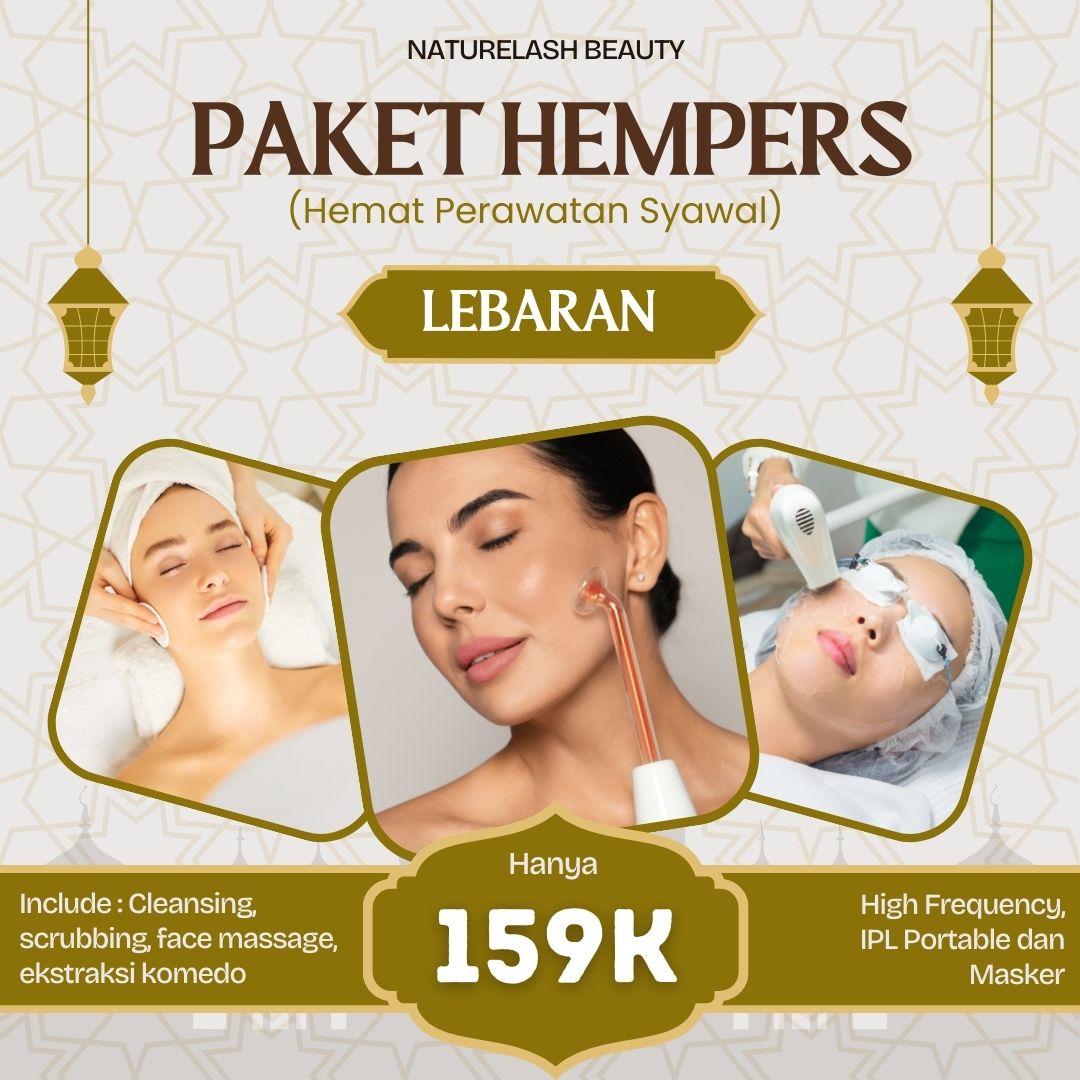 NATURELASH BEAUTY
PAKET HEMPERS
(Hemat Perawatan Syawal)
LEBARAN
Hanya
159K
Include : Cleansing,
scrubbing, face massage,
ekstraksi komedo
High Frequency,
IPL Portable dan
Masker